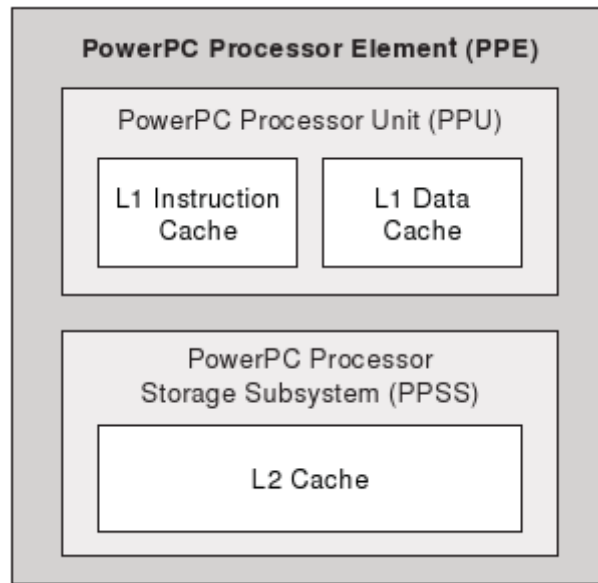 PowerPC Processor Element (PPE)
PowerPC Processor Unit (PPU)
L1 Instruction
Cache
L1 Data
Cache
PowerPC Processor
Storage Subsystem (PPSS)
L2 Cache